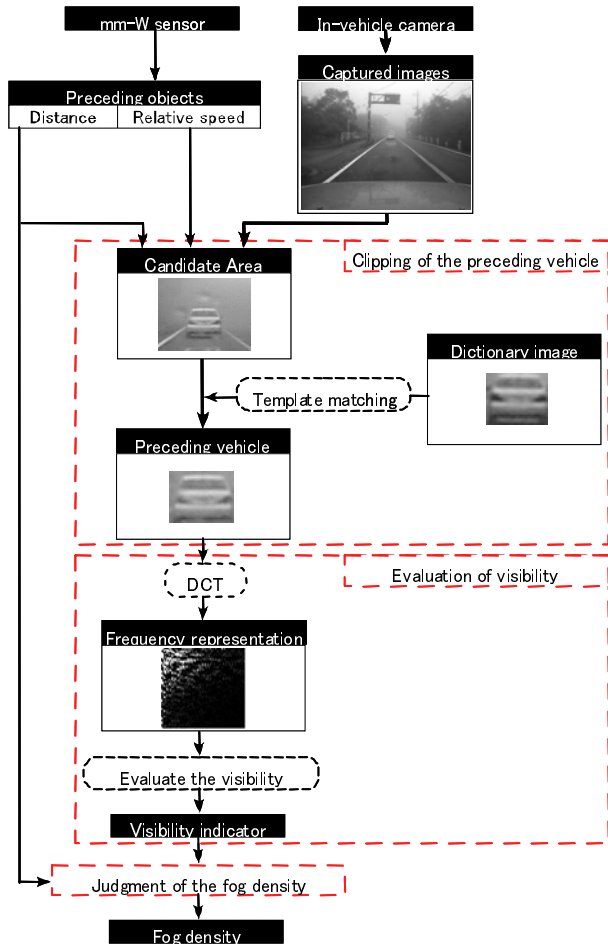 mm-W sensor
In-vehicle camera
Captured images
Preceding objects
Distance
Relative speed
Clipping of the preceding vehicle
Candidate Area
Dictionary image
Template matching
Preceding vehicle
Evaluation of visibility
DCT
Frequency representation
Evaluate the visibility
Visibility indicator
Judgment of the fog density
Fog density